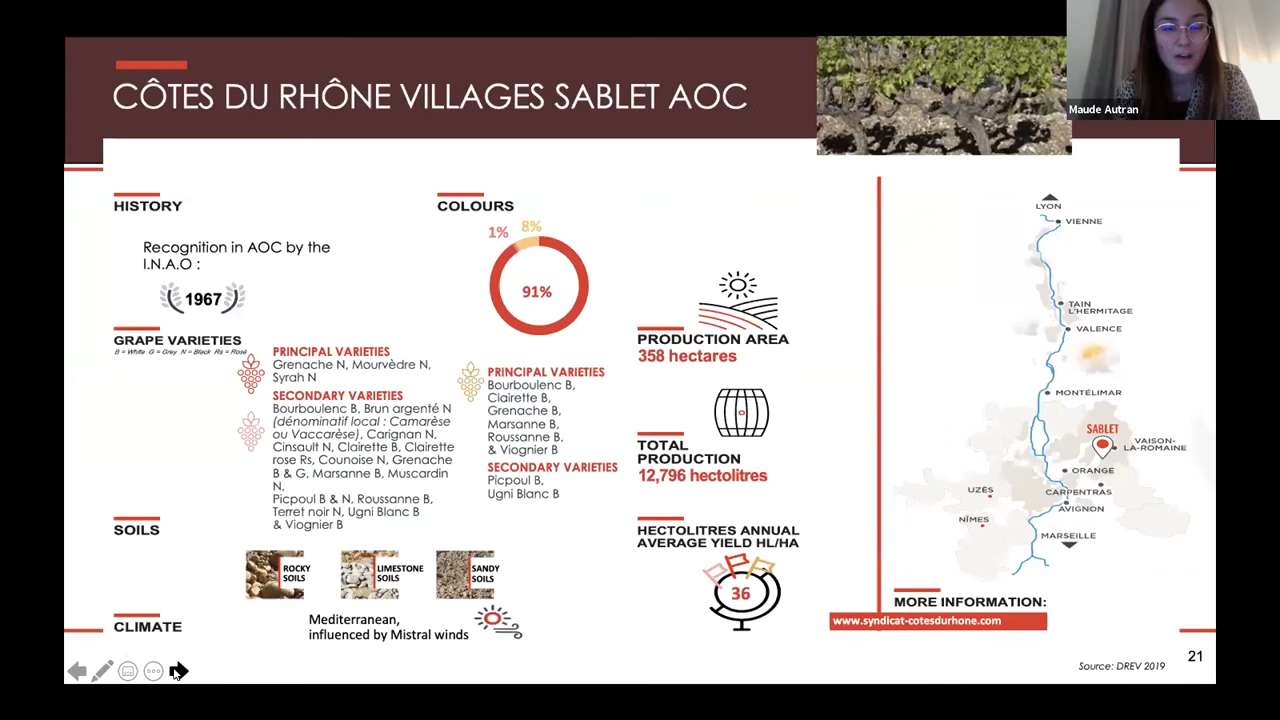 Maude Autran
CÔTES DU RHÔNE VILLAGES SABLET AOC
HISTORY
Recognition in AOC by the
I.N.A.O :
1967
COLOURS
1%
8%
91%
GRAPE VARIETIES
B = White G = Grey N = Black Rs = Rosé
PRINCIPAL VARIETIES
Grenache N, Mourvèdre N,
Syrah N
SECONDARY VARIETIES
Bourboulenc B, Brun argenté N
(dénominatif local : Camarèse
ou Vaccarèse), Carignan N,
Cinsault N, Clairette B, Clairette
rose Rs, Counoise N, Grenache
B & G, Marsanne B, Muscardin
N,
Picpoul B & N, Roussanne B,
Terret noir N, Ugni Blanc B
& Viognier B
PRINCIPAL VARIETIES
Bourboulenc B,
Clairette B,
Grenache B,
Marsanne B,
Roussanne B,
& Viognier B
SECONDARY VARIETIES
Picpoul B,
Ugni Blanc B
SOILS
ROCKY
SOILS
LIMESTONE
SOILS
SANDY
SOILS
CLIMATE
Mediterranean,
influenced by Mistral winds
PRODUCTION AREA
358 hectares
TOTAL
PRODUCTION
12,796 hectolitres
HECTOLITRES ANNUAL
AVERAGE YIELD HL/HA
36
LYON
VIENNE
TAIN
L'HERMITAGE
VALENCE
MONTÉLIMAR
SABLET
VAISON-
LA-ROMAINE
ORANGE
UZÈS
CARPENTRAS
AVIGNON
NÎMES
MARSEILLE
MORE INFORMATION:
www.syndicat-cotesdurhone.com
Source: DREV 2019
21